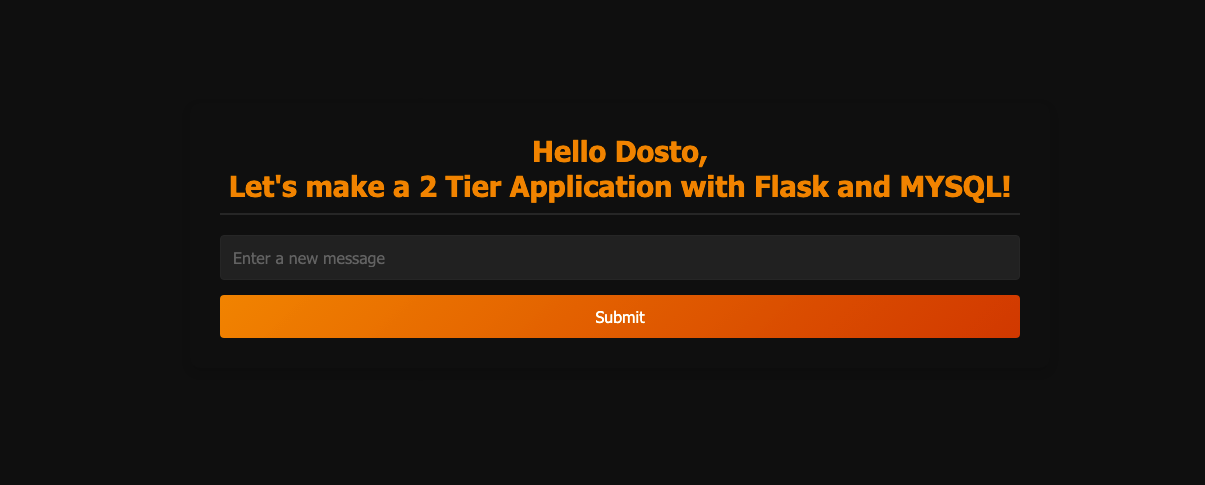 Hello Dosto,
Let's make a 2 Tier Application with Flask and MYSQL!
Enter a new message
Submit